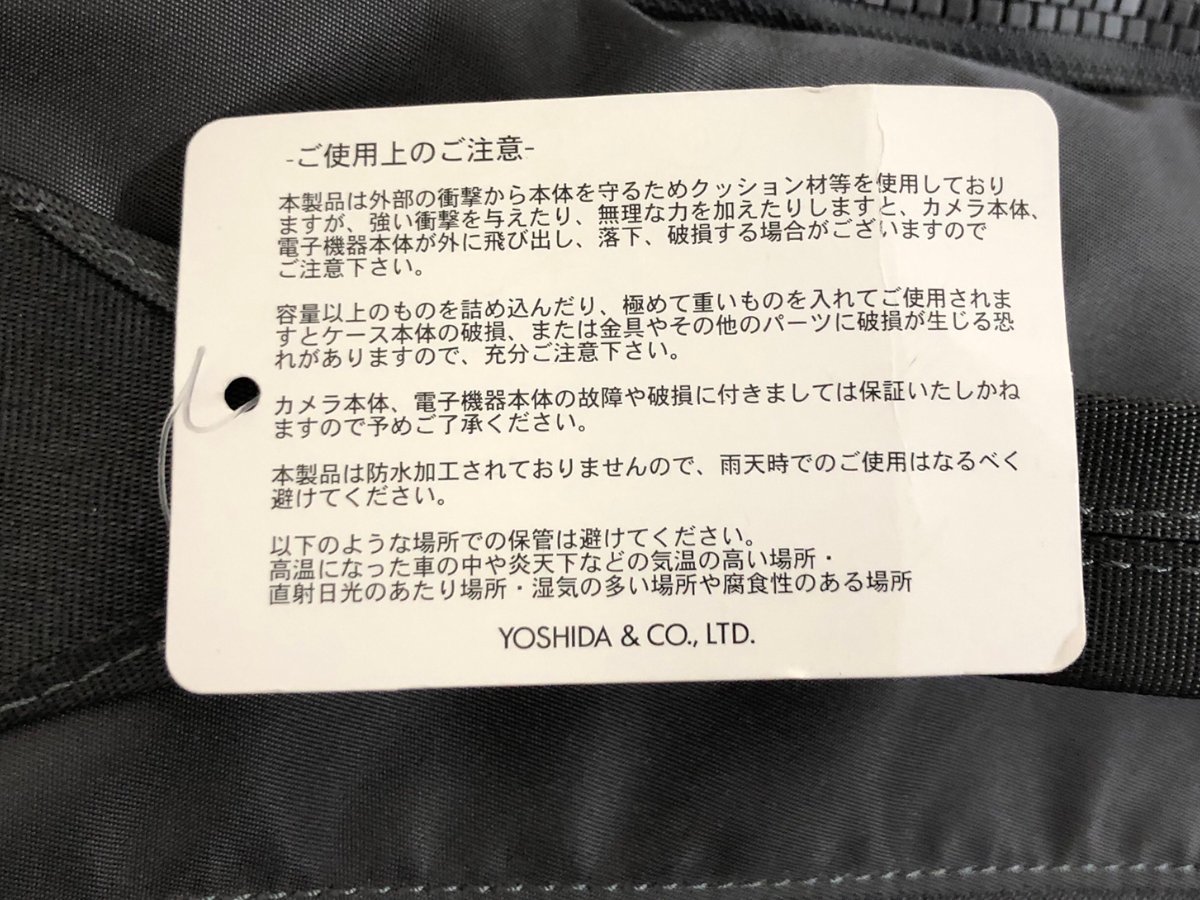 -ご使用上のご注意-
本製品は外部の衝撃から本体を守るためクッション材等を使用しており
ますが、強い衝撃を与えたり、無理な力を加えたりしますと、カメラ本体、
電子機器本体が外に飛び出し、落下、破損する場合がございますので
ご注意下さい。
容量以上のものを詰め込んだり、極めて重いものを入れてご使用されま
すとケース本体の破損、または金具やその他のパーツに破損が生じる恐
れがありますので、充分ご注意下さい。
カメラ本体、電子機器本体の故障や破損に付きましては保証いたしかね
ますので予めご了承ください。
本製品は防水加工されておりませんので、雨天時でのご使用はなるべく
避けてください。
以下のような場所での保管は避けてください。
高温になった車の中や炎天下などの気温の高い場所・
直射日光のあたり場所・湿気の多い場所や腐食性のある場所
YOSHIDA & CO., LTD.